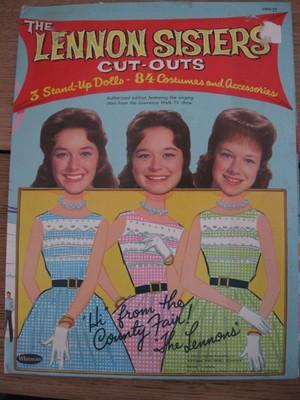 THE
LENNON SISTERS
CUT-OUTS
3 Stand-Up Dolls - 84 Costumes and Accessories
Authorized edition featuring the singing
stars from the Lawrence Welk TV show
"Hi" from the
County Fair!
The Lennons
Whitman